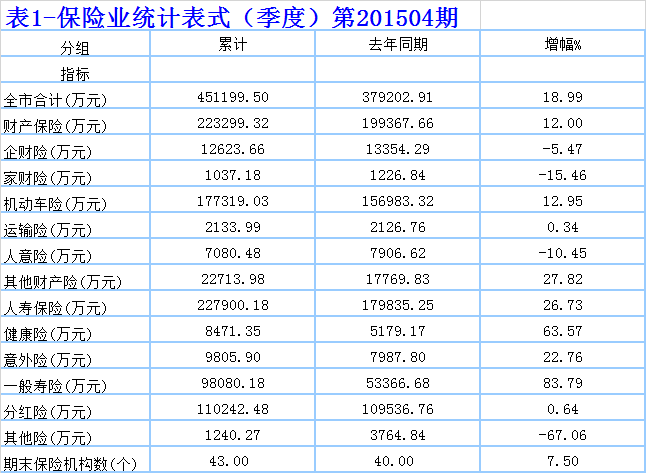 表1-保险业统计表式（季度）第201504期
分组 累计 去年同期 增幅%
指标
全市合计(万元) 451199.50 379202.91 18.99
财产保险(万元) 223299.32 199367.66 12.00
企财险(万元) 12623.66 13354.29 -5.47
家财险(万元) 1037.18 1226.84 -15.46
机动车险(万元) 177319.03 156983.32 12.95
运输险(万元) 2133.99 2126.76 0.34
人意险(万元) 7080.48 7906.62 -10.45
其他财产险(万元) 22713.98 17769.83 27.82
人寿保险(万元) 227900.18 179835.25 26.73
健康险(万元) 8471.35 5179.17 63.57
意外险(万元) 9805.90 7987.80 22.76
一般寿险(万元) 98080.18 53366.68 83.79
分红险(万元) 110242.48 109536.76 0.64
其他险(万元) 1240.27 3764.84 -67.06
期末保险机构数(个) 43.00 40.00 7.50